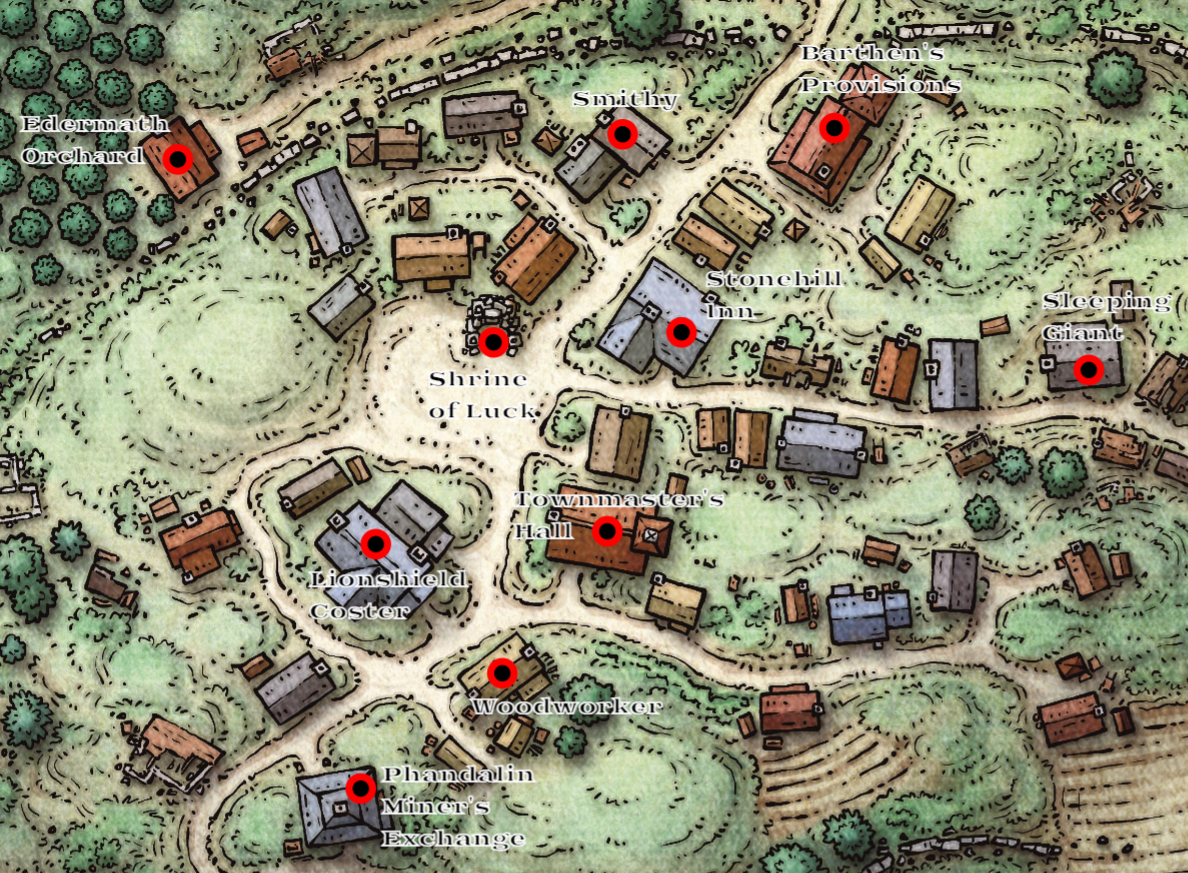 Barthen's
Provisions
Smithy
Edermath
Orchard
Stonehill
Inn
Sleeping
Giant
Shrine
of Luck
Townmaster's
Hall
Lionshield
Coster
Woodworker
Phandalin
Miner's
Exchange